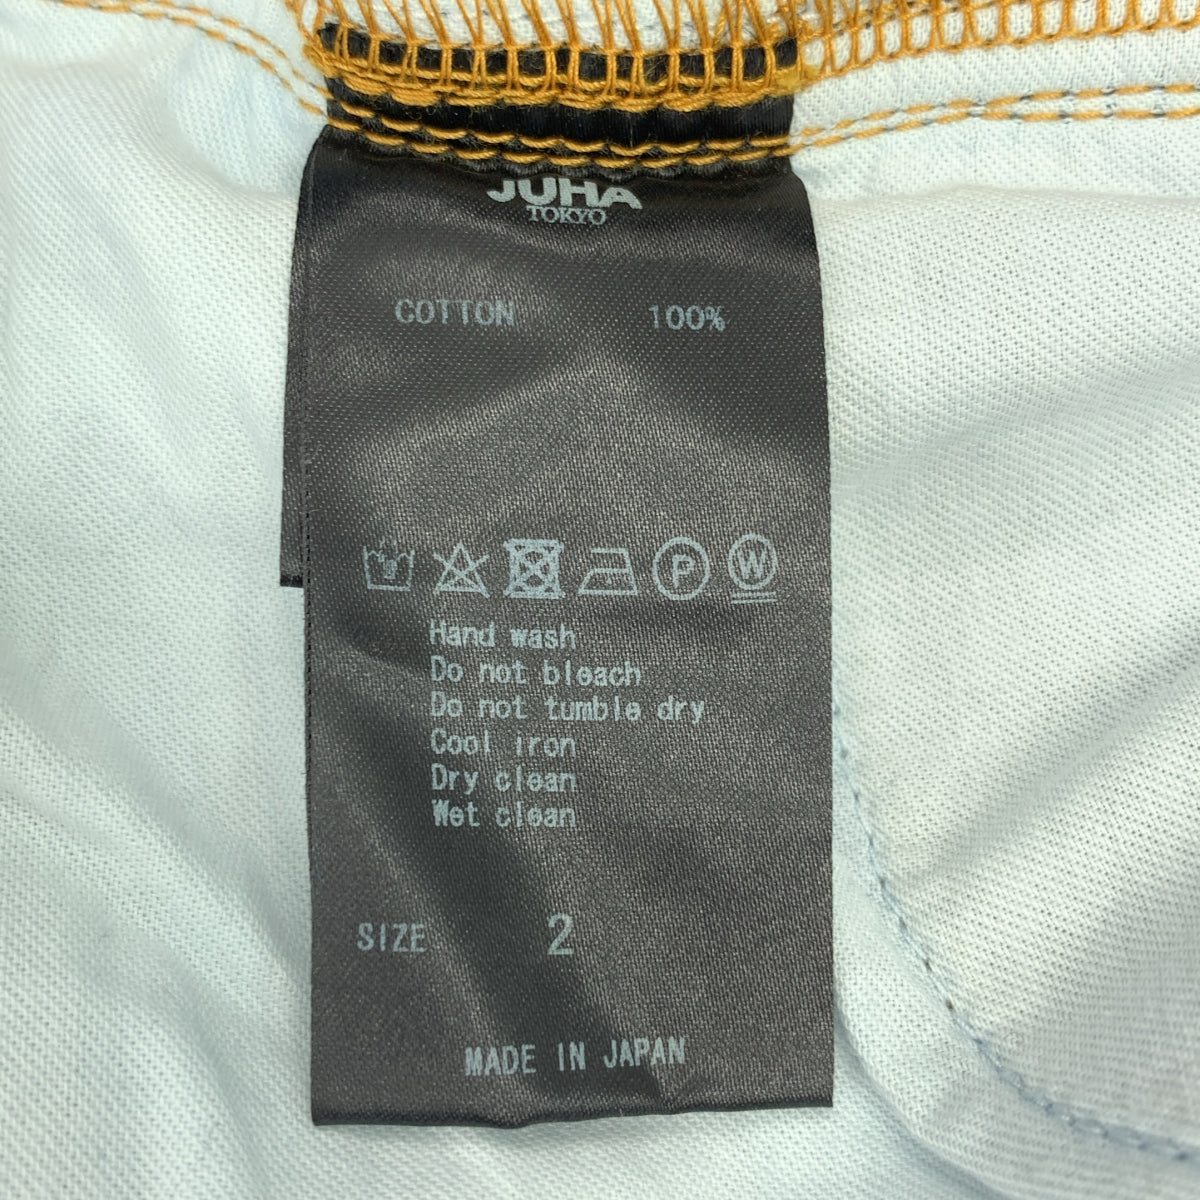 JUHA
TOKYO
COTTON 100%
P W
Hand wash
Do not bleach
Do not tumble dry
Cool iron
Dry clean
Wet clean
SIZE 2
MADE IN JAPAN